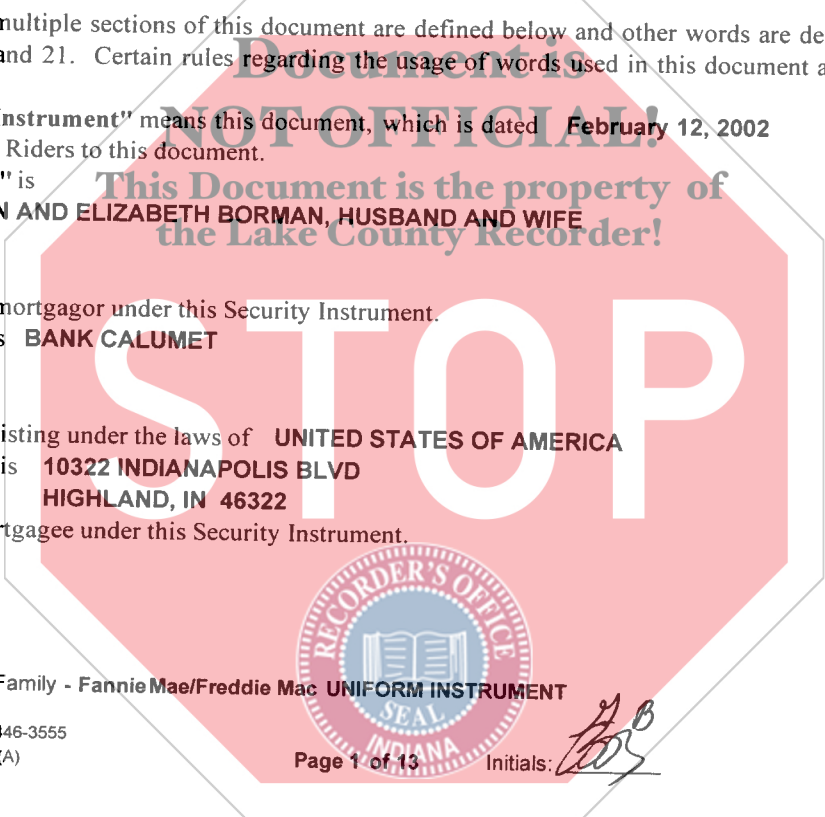 multiple sections of this document are defined below and other words are de
and 21. Certain rules regarding the usage of words used in this document a
Document is
NOT OFFICIAL!
This Document is the property of
the Lake County Recorder!
nstrument" means this document, which is dated February 12, 2002
Riders to this document.
" is
N AND ELIZABETH BORMAN, HUSBAND AND WIFE
mortgagor under this Security Instrument.
s BANK CALUMET
STOP
isting under the laws of UNITED STATES OF AMERICA
is 10322 INDIANAPOLIS BLVD
HIGHLAND, IN 46322
rtgagee under this Security Instrument.
RECORDER'S OFFICE
SEAL
INDIANA
Family - Fannie Mae/Freddie Mac UNIFORM INSTRUMENT
46-3555
(A)
Page 1 of 13 Initials: